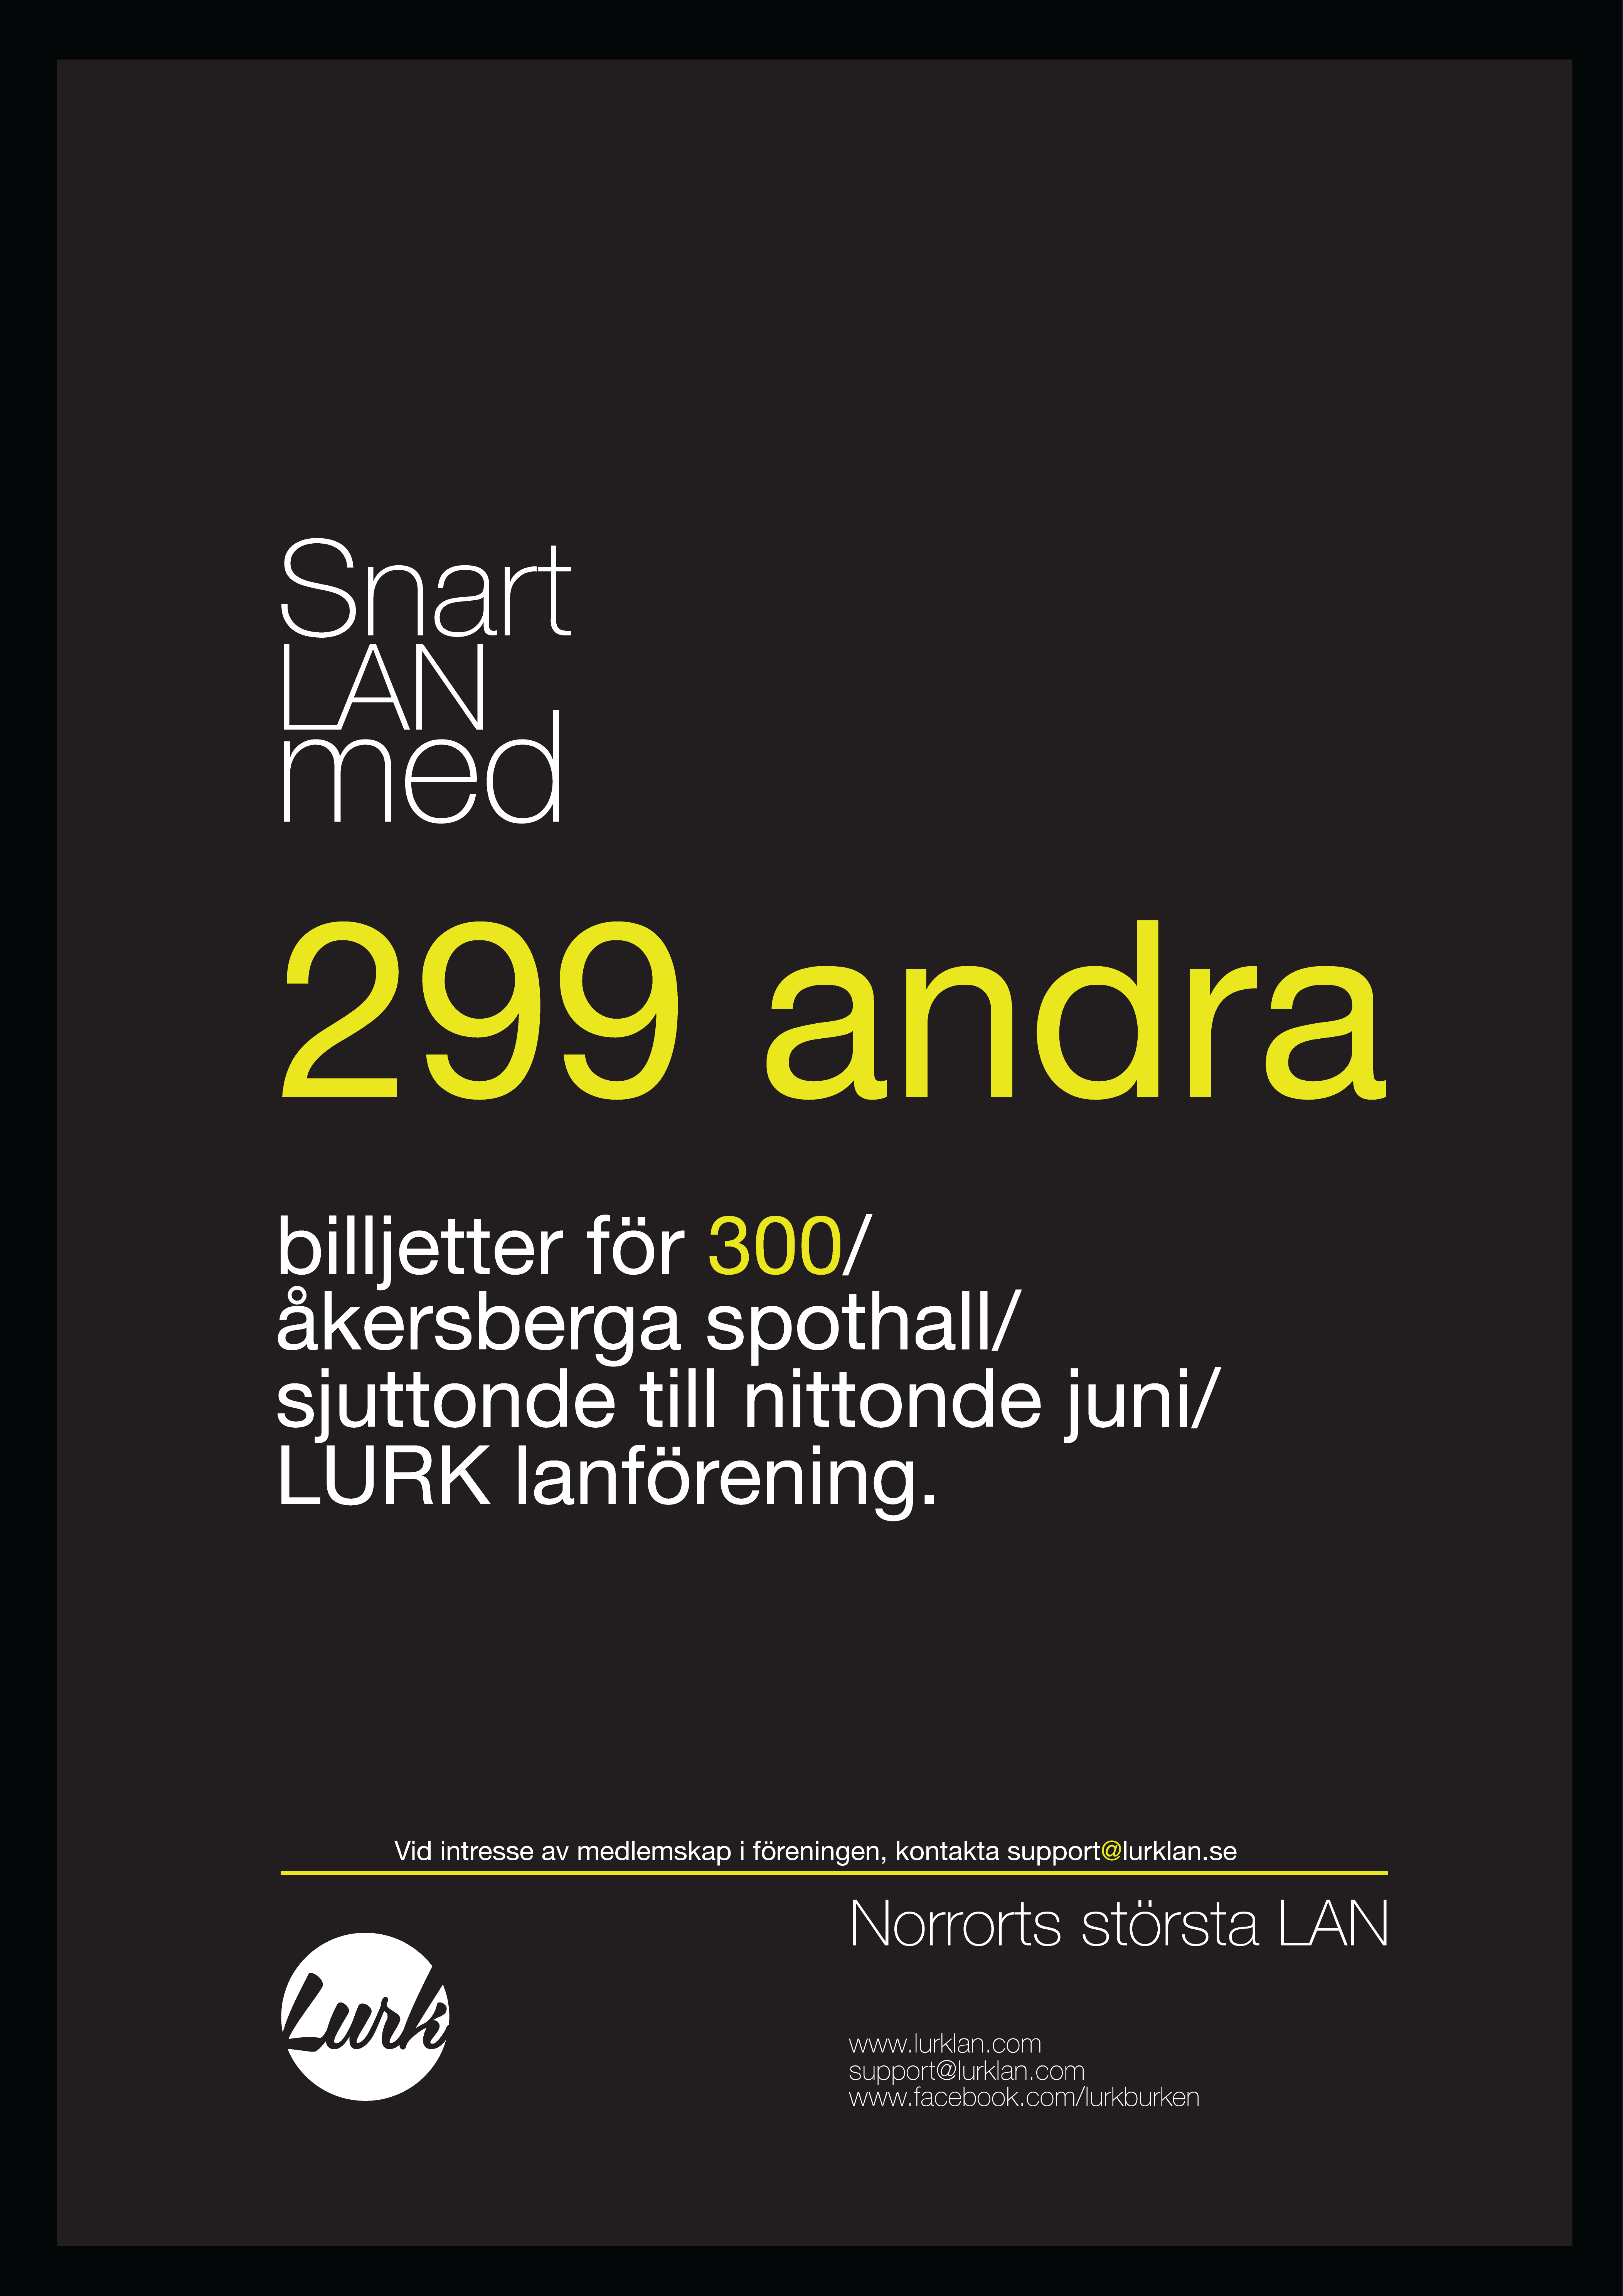 Snart
LAN
med
299 andra
billjetter för 300/
åkersberga spothall/
sjuttonde till nittonde juni/
LURK lanförening.
Vid intresse av medlemskap i föreningen, kontakta support@lurklan.se
Norrorts största LAN
Lurk
www.lurklan.com
support@lurklan.com
www.facebook.com/lurkburken